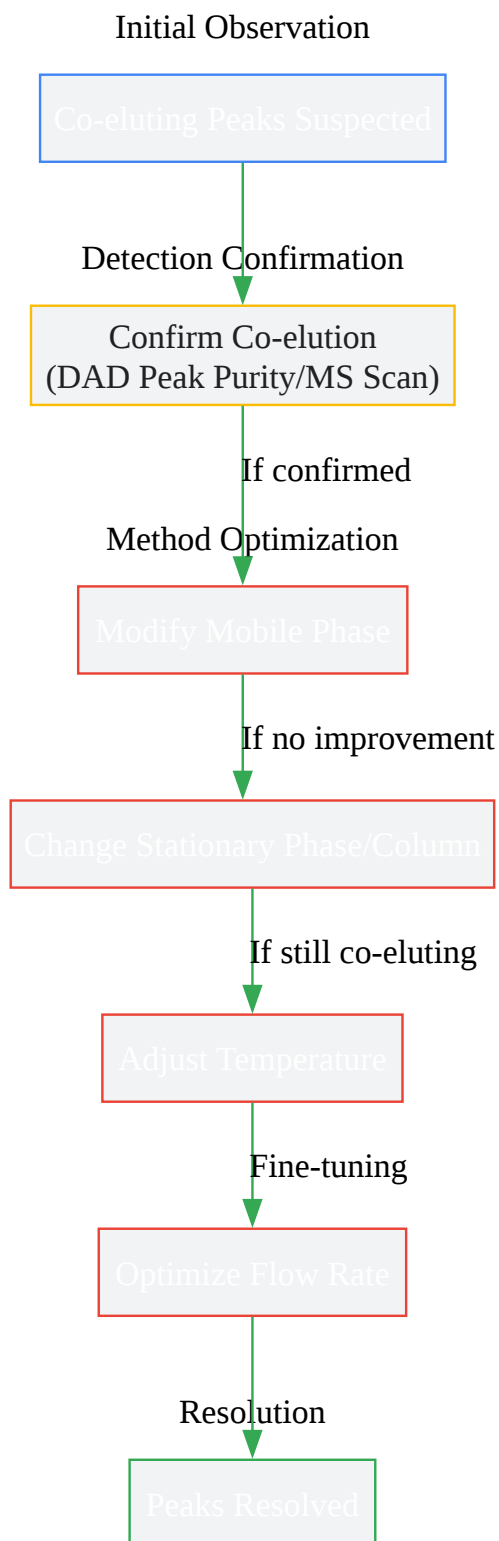 Initial Observation
Co-eluting Peaks Suspected
Detection Confirmation
Confirm Co-elution
(DAD Peak Purity/MS Scan)
If confirmed
Method Optimization
Modify Mobile Phase
If no improvement
Change Stationary Phase/Column
If still co-eluting
Adjust Temperature
Fine-tuning
Optimize Flow Rate
Resolution
Peaks Resolved